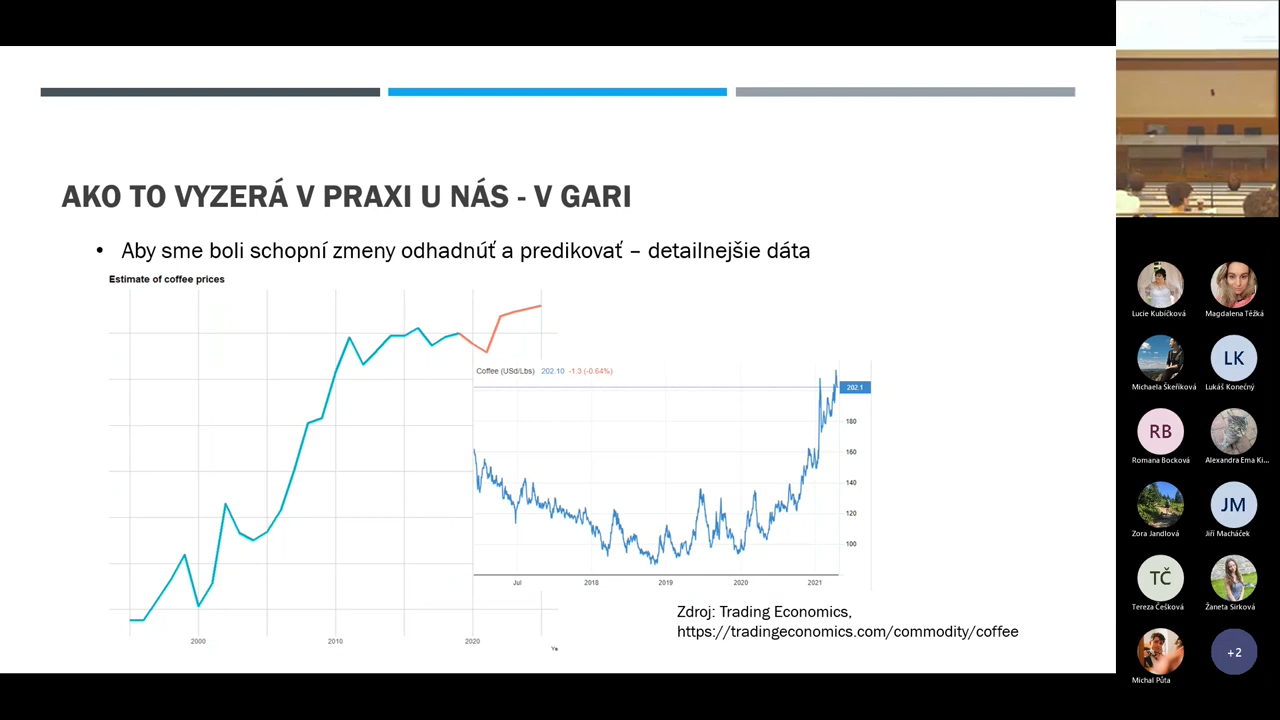 AKO TO VYZERÁ V PRAXI U NÁS - V GARI
• Aby sme boli schopní zmeny odhadnúť a predikovať – detailnejšie dáta
Estimate of coffee prices
2000 2010 2020
Ye
Coffee (USd/Lbs) 202.10 -1.3 (-0.64%)
202.1
180
160
140
120
100
Jul 2018 2019 2020 2021
Zdroj: Trading Economics,
https://tradingeconomics.com/commodity/coffee
Lucie Kubíčková
Magdalena Těžká
Michaela Škeříková
LK
Lukáš Konečný
RB
Romana Bocková
Alexandra Ema Ki...
Zora Jandlová
JM
Jiří Macháček
TČ
Tereza Češková
Žaneta Sirková
Michal Půta
+2